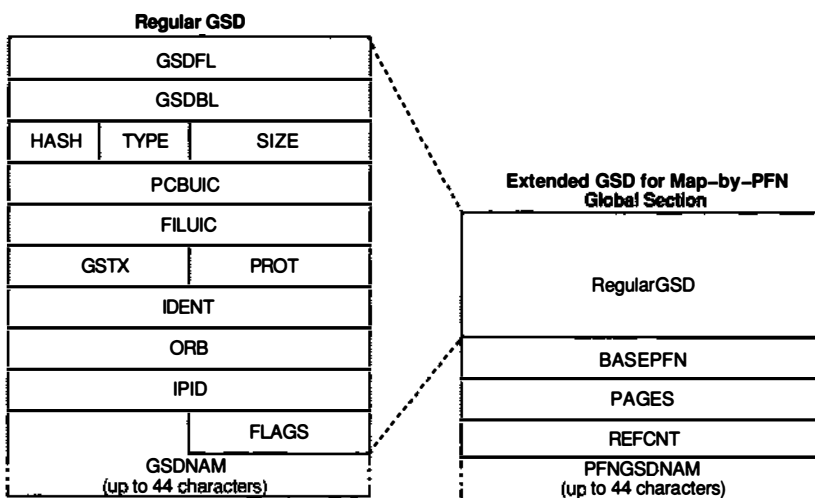 Regular GSD
GSDFL
GSDBL
HASH TYPE SIZE
PCBUIC
FILUIC
GSTX PROT
IDENT
ORB
IPID
FLAGS
GSDNAM
(up to 44 characters)
Extended GSD for Map-by-PFN
Global Section
RegularGSD
BASEPFN
PAGES
REFCNT
PFNGSDNAM
(up to 44 characters)